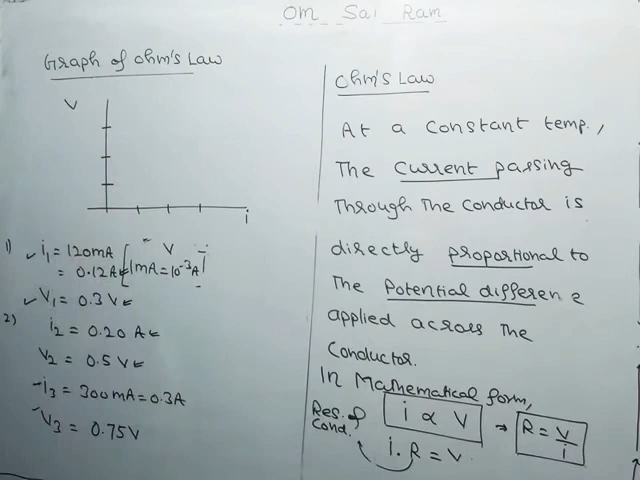 Om Sai Ram
Graph of Ohm's Law
V
i
1) i₁ = 120mA
= 0.12A
[1mA = 10⁻³A]
V i
V₁ = 0.3 V
2) i₂ = 0.20 A
V₂ = 0.5 V
i₃ = 300mA = 0.3A
V₃ = 0.75V
Ohm's Law
At a constant temp.,
The current passing
Through The conductor is
directly proportional to
The Potential difference
applied across The
Conductor.
In Mathematical form,
i ∝ V → R = V/i
Res. of
Cond.
i. R = V.